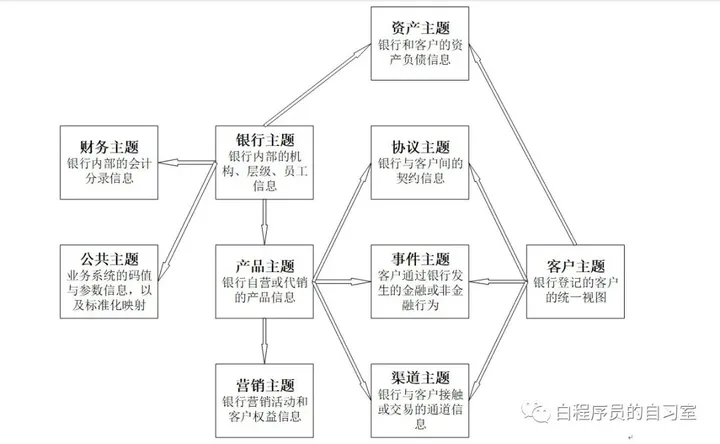 资产主题
银行和客户的资
产负债信息
财务主题
银行内部的会计
分录信息
银行主题
银行内部的机
构、层级、员工
信息
协议主题
银行与客户间的
契约信息
公共主题
业务系统的码值
与参数信息，以
及标准化映射
产品主题
银行自营或代销
的产品信息
事件主题
客户通过银行发
生的金融或非金
融行为
客户主题
银行登记的客户
的统一视图
营销主题
银行营销活动和
客户权益信息
渠道主题
银行与客户接触
或交易的通道信
息
白程序员的自习室